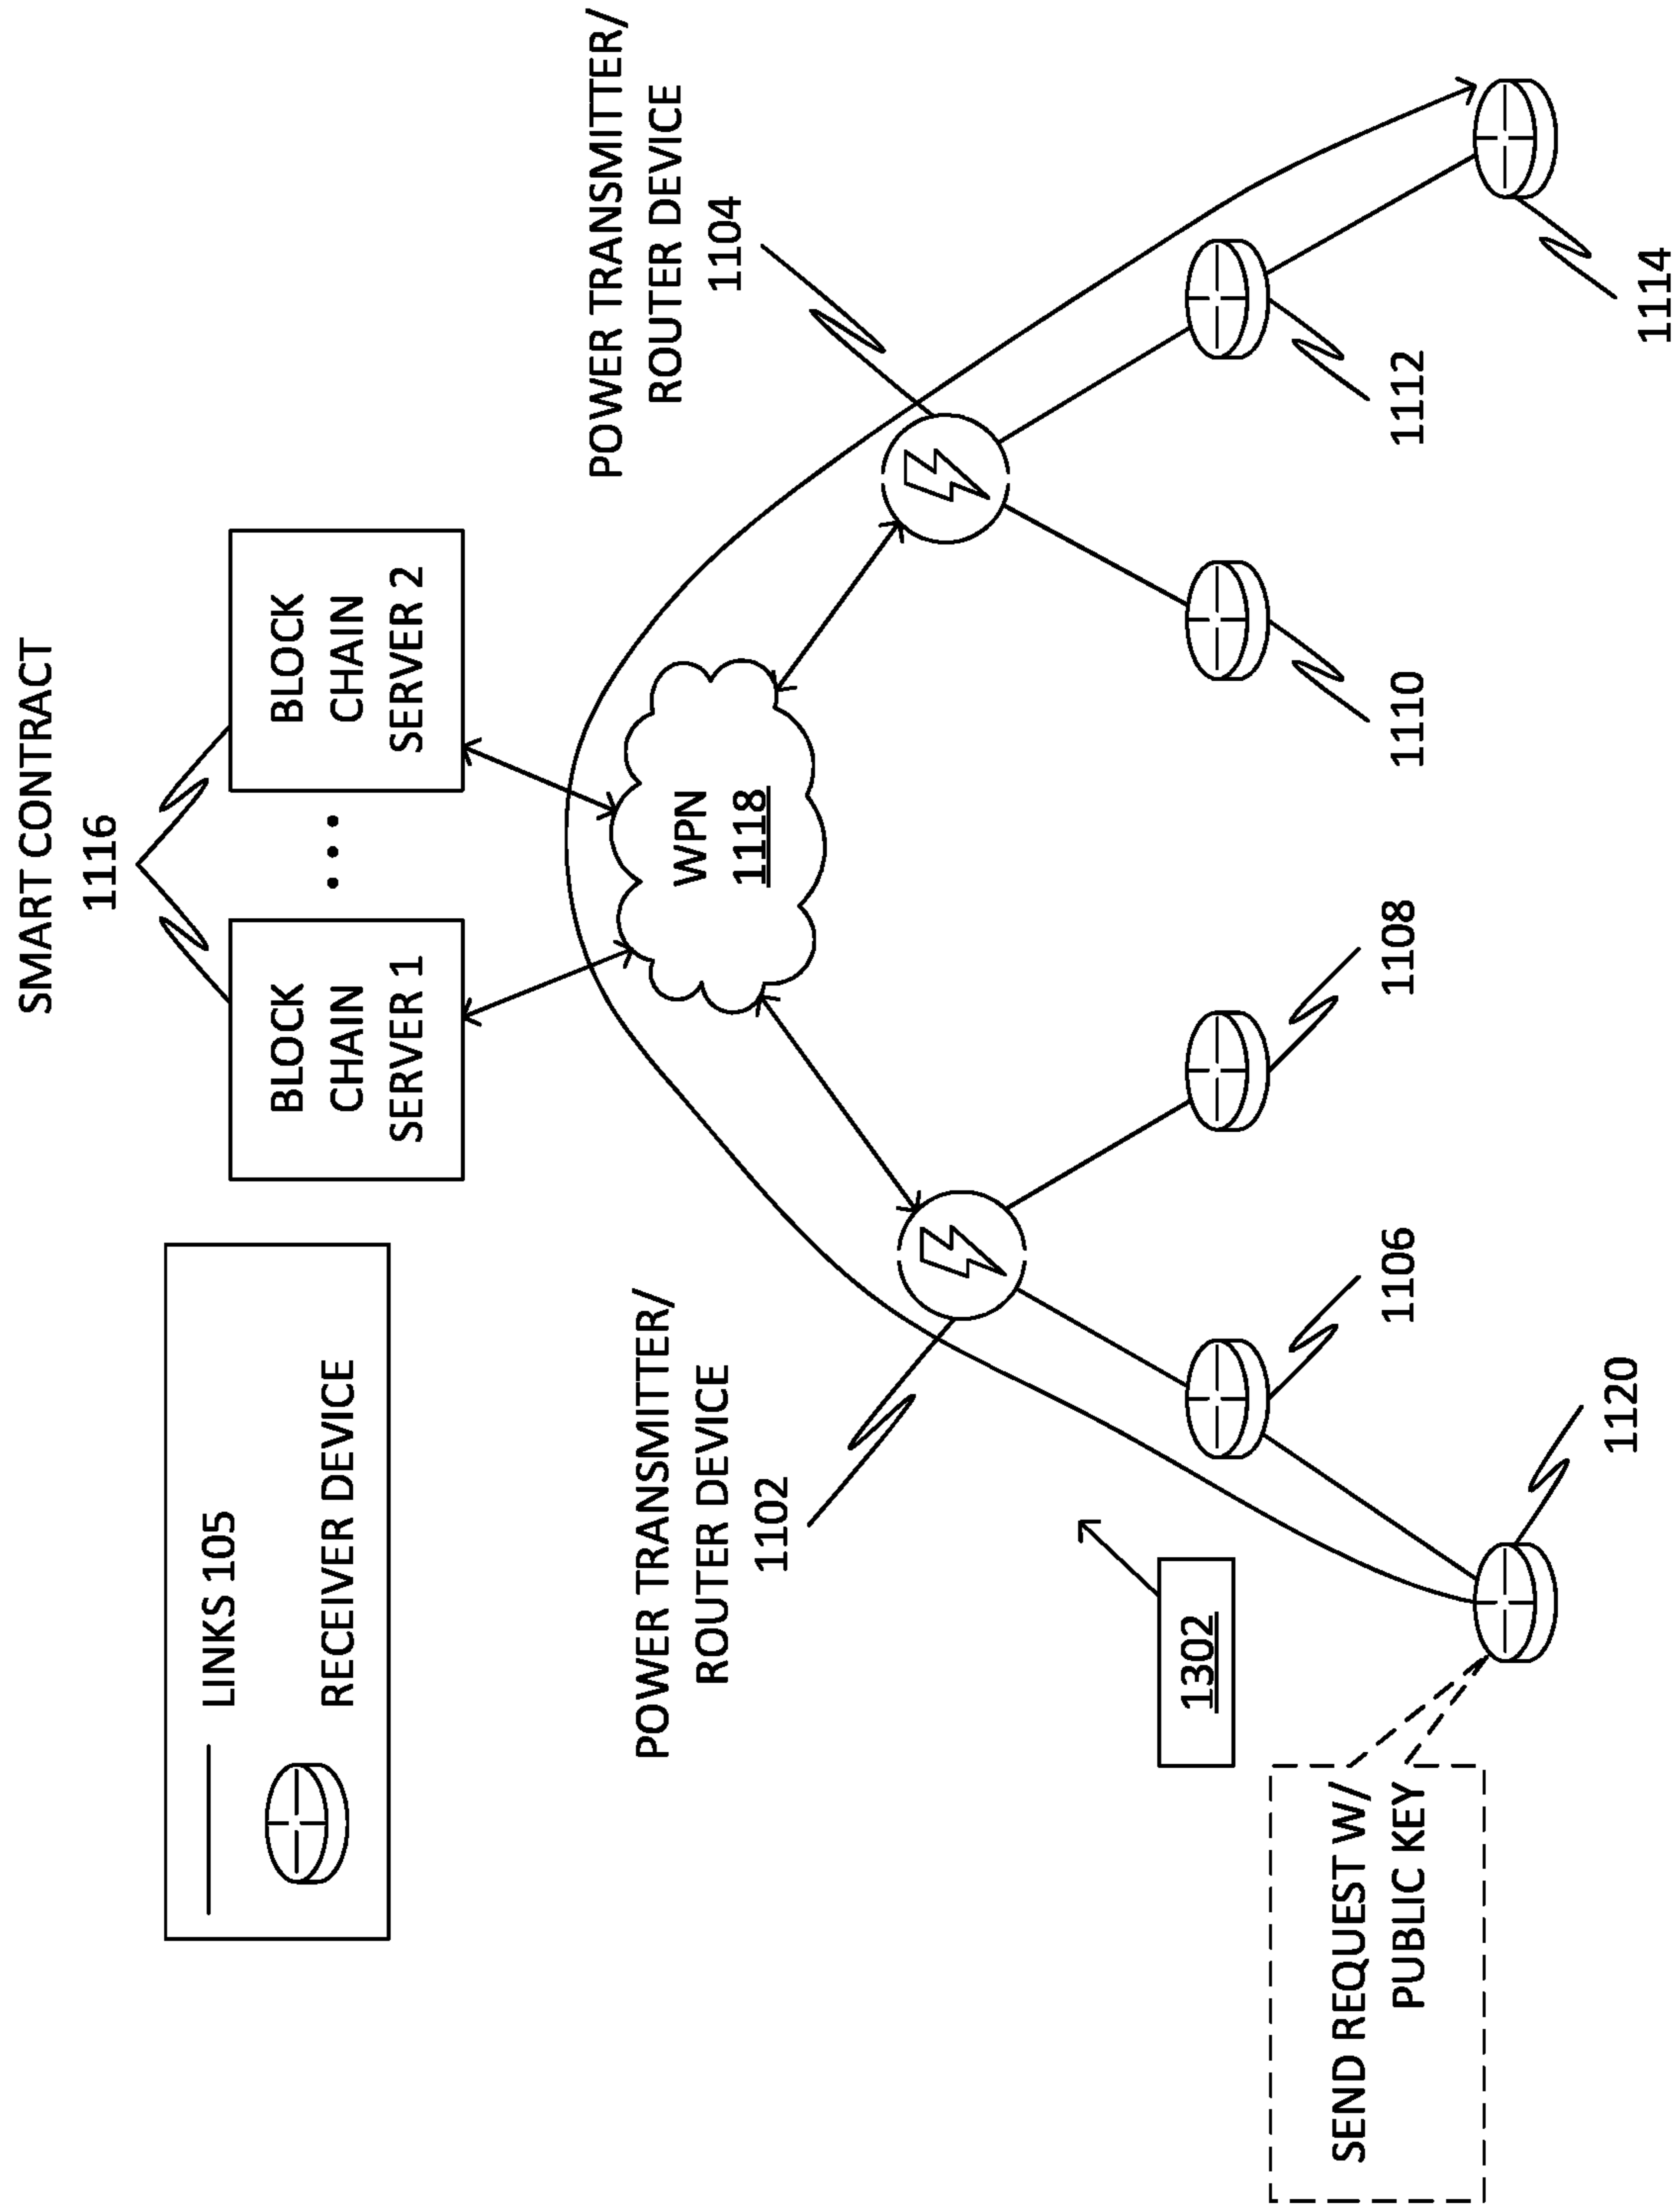 SMART CONTRACT
1116
LINKS 105
RECEIVER DEVICE
BLOCK
CHAIN
SERVER 1
BLOCK
CHAIN
SERVER 2
POWER TRANSMITTER/
ROUTER DEVICE
1104
POWER TRANSMITTER/
ROUTER DEVICE
1102
WPN
1118
1302
SEND REQUEST W/
PUBLIC KEY
1106
1108
1110
1112
1120
1114